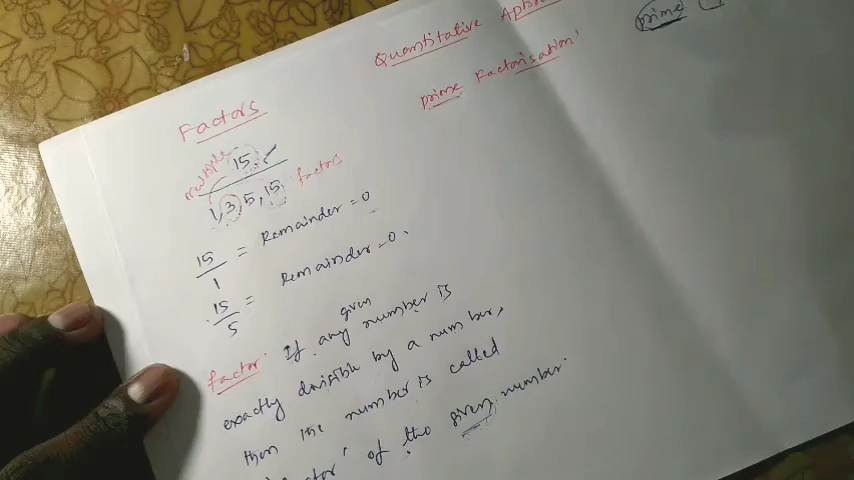 Quantitative
prime
prime Factorisation
Factors
multiple 15
1, 3, 5, 15 factors
15/1 = Remainder = 0
15/5 = Remainder = 0.
factor: If any given number is
exactly divisible by a number,
then the number is called
of the given number.